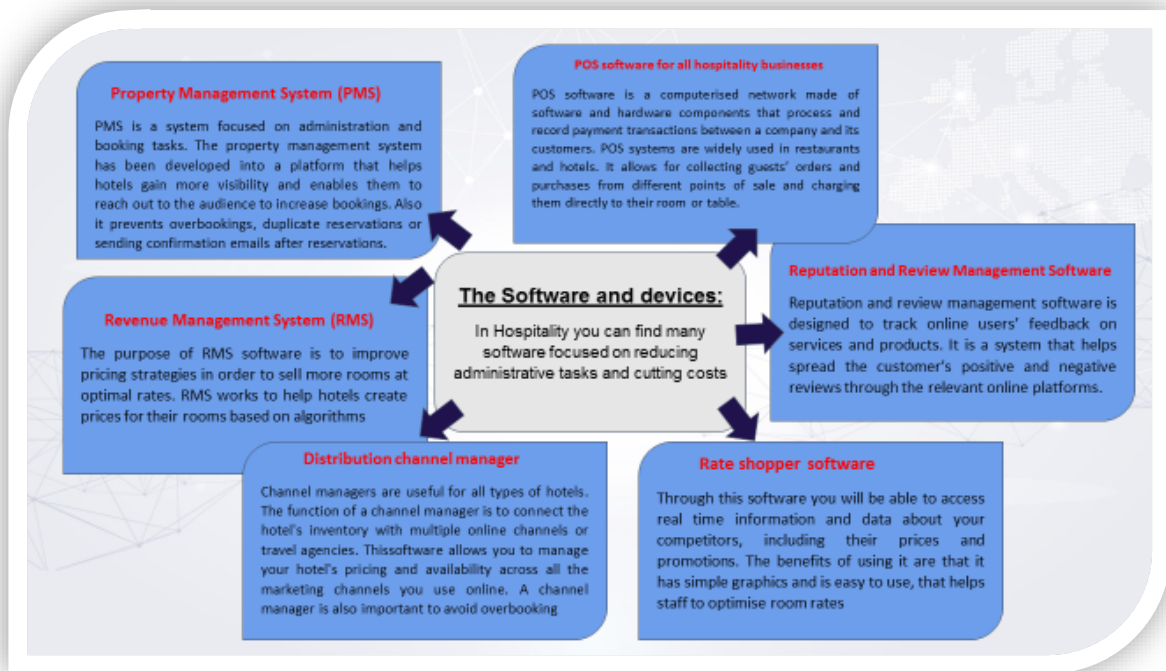 Property Management System (PMS)
PMS is a system focused on administration and
booking tasks. The property management system
has been developed into a platform that helps
hotels gain more visibility and enables them to
reach out to the audience to increase bookings. Also
it prevents overbookings, duplicate reservations or
sending confirmation emails after reservations.
POS software for all hospitality businesses
POS software is a computerised network made of
software and hardware components that process and
record payment transactions between a company and its
customers. POS systems are widely used in restaurants
and hotels. It allows for collecting guests' orders and
purchases from different points of sale and charging
them directly to their room or table.
The Software and devices:
In Hospitality you can find many
software focused on reducing
administrative tasks and cutting costs
Reputation and Review Management Software
Reputation and review management software is
designed to track online users' feedback on
services and products. It is a system that helps
spread the customer's positive and negative
reviews through the relevant online platforms.
Revenue Management System (RMS)
The purpose of RMS software is to improve
pricing strategies in order to sell more rooms at
optimal rates. RMS works to help hotels create
prices for their rooms based on algorithms
Distribution channel manager
Channel managers are useful for all types of hotels.
The function of a channel manager is to connect the
hotel's inventory with multiple online channels or
travel agencies. Thissoftware allows you to manage
your hotel's pricing and availability across all the
marketing channels you use online. A channel
manager is also important to avoid overbooking
Rate shopper software
Through this software you will be able to access
real time information and data about your
competitors, including their prices and
promotions. The benefits of using it are that it
has simple graphics and is easy to use, that helps
staff to optimise room rates